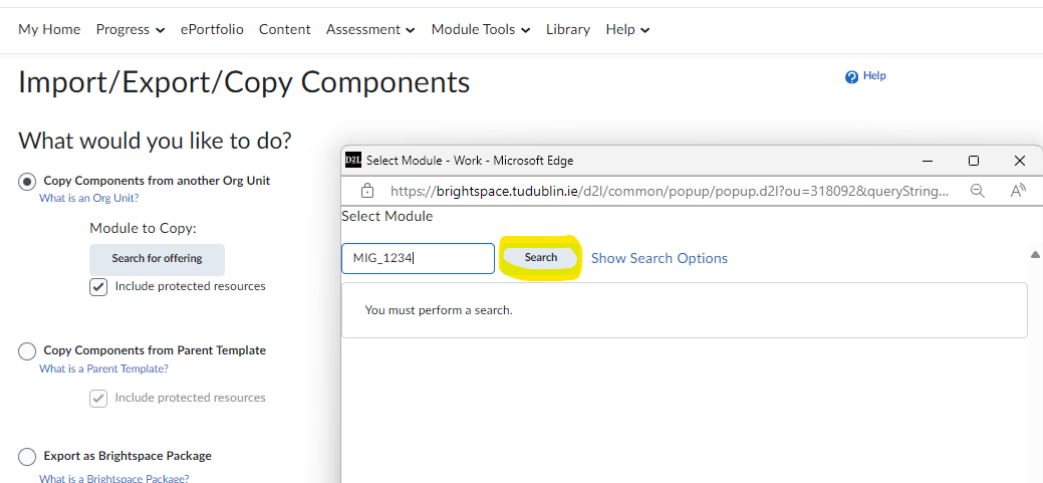 My Home Progress ePortfolio Content Assessment Module Tools Library Help
Import/Export/Copy Components
Help
What would you like to do?
Copy Components from another Org Unit
What is an Org Unit?
Module to Copy:
Search for offering
Include protected resources
Copy Components from Parent Template
What is a Parent Template?
Include protected resources
Export as Brightspace Package
What is a Brightspace Package?
D2L Select Module - Work - Microsoft Edge
https://brightspace.tudublin.ie/d2l/common/popup/popup.d2l?ou=318092&queryString...
Select Module
MIG_1234
Search
Show Search Options
You must perform a search.